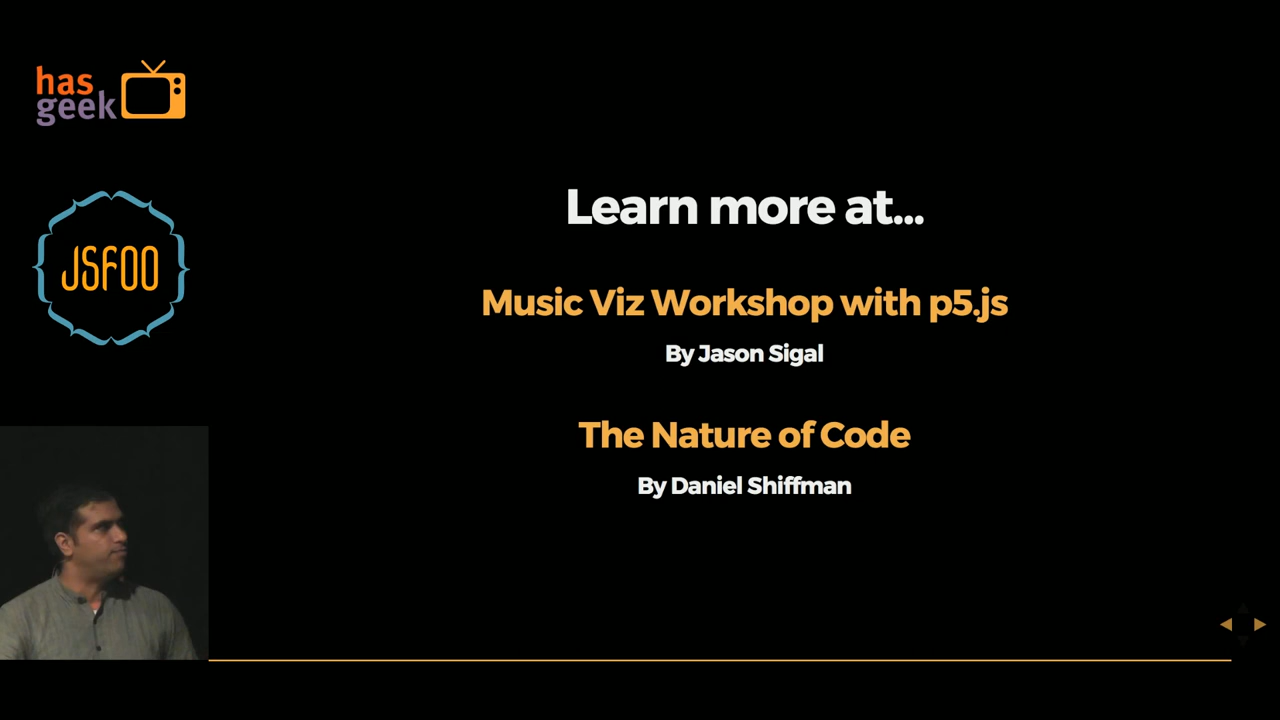 has
geek
JSFOO
Learn more at...
Music Viz Workshop with p5.js
By Jason Sigal
The Nature of Code
By Daniel Shiffman